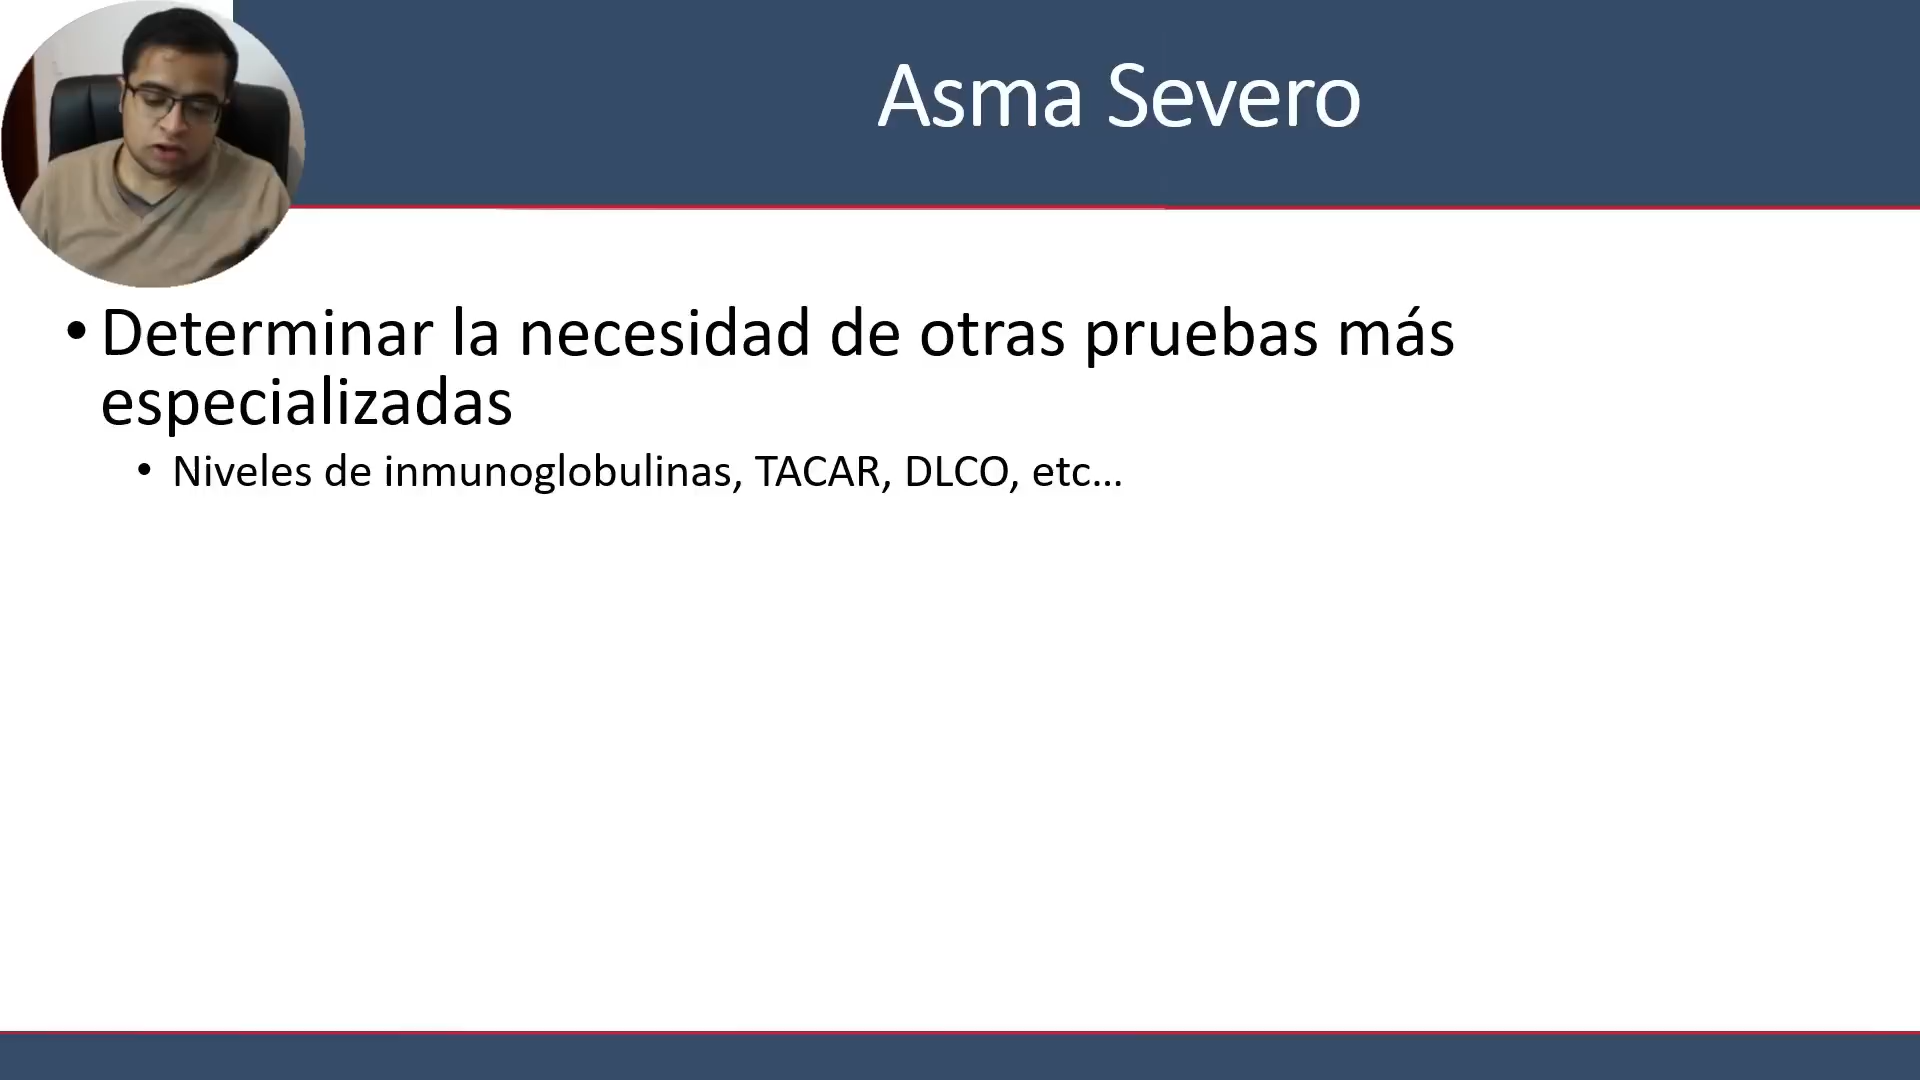 Asma Severo
• Determinar la necesidad de otras pruebas más
especializadas
• Niveles de inmunoglobulinas, TACAR, DLCO, etc...